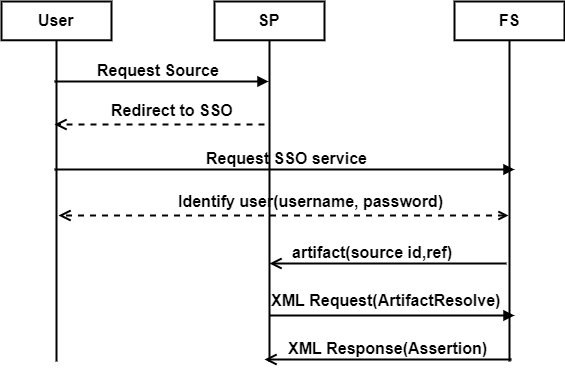 User
SP
FS
Request Source
Redirect to SSO
Request SSO service
Identify user(username, password)
artifact(source id,ref)
XML Request(ArtifactResolve)
XML Response(Assertion)